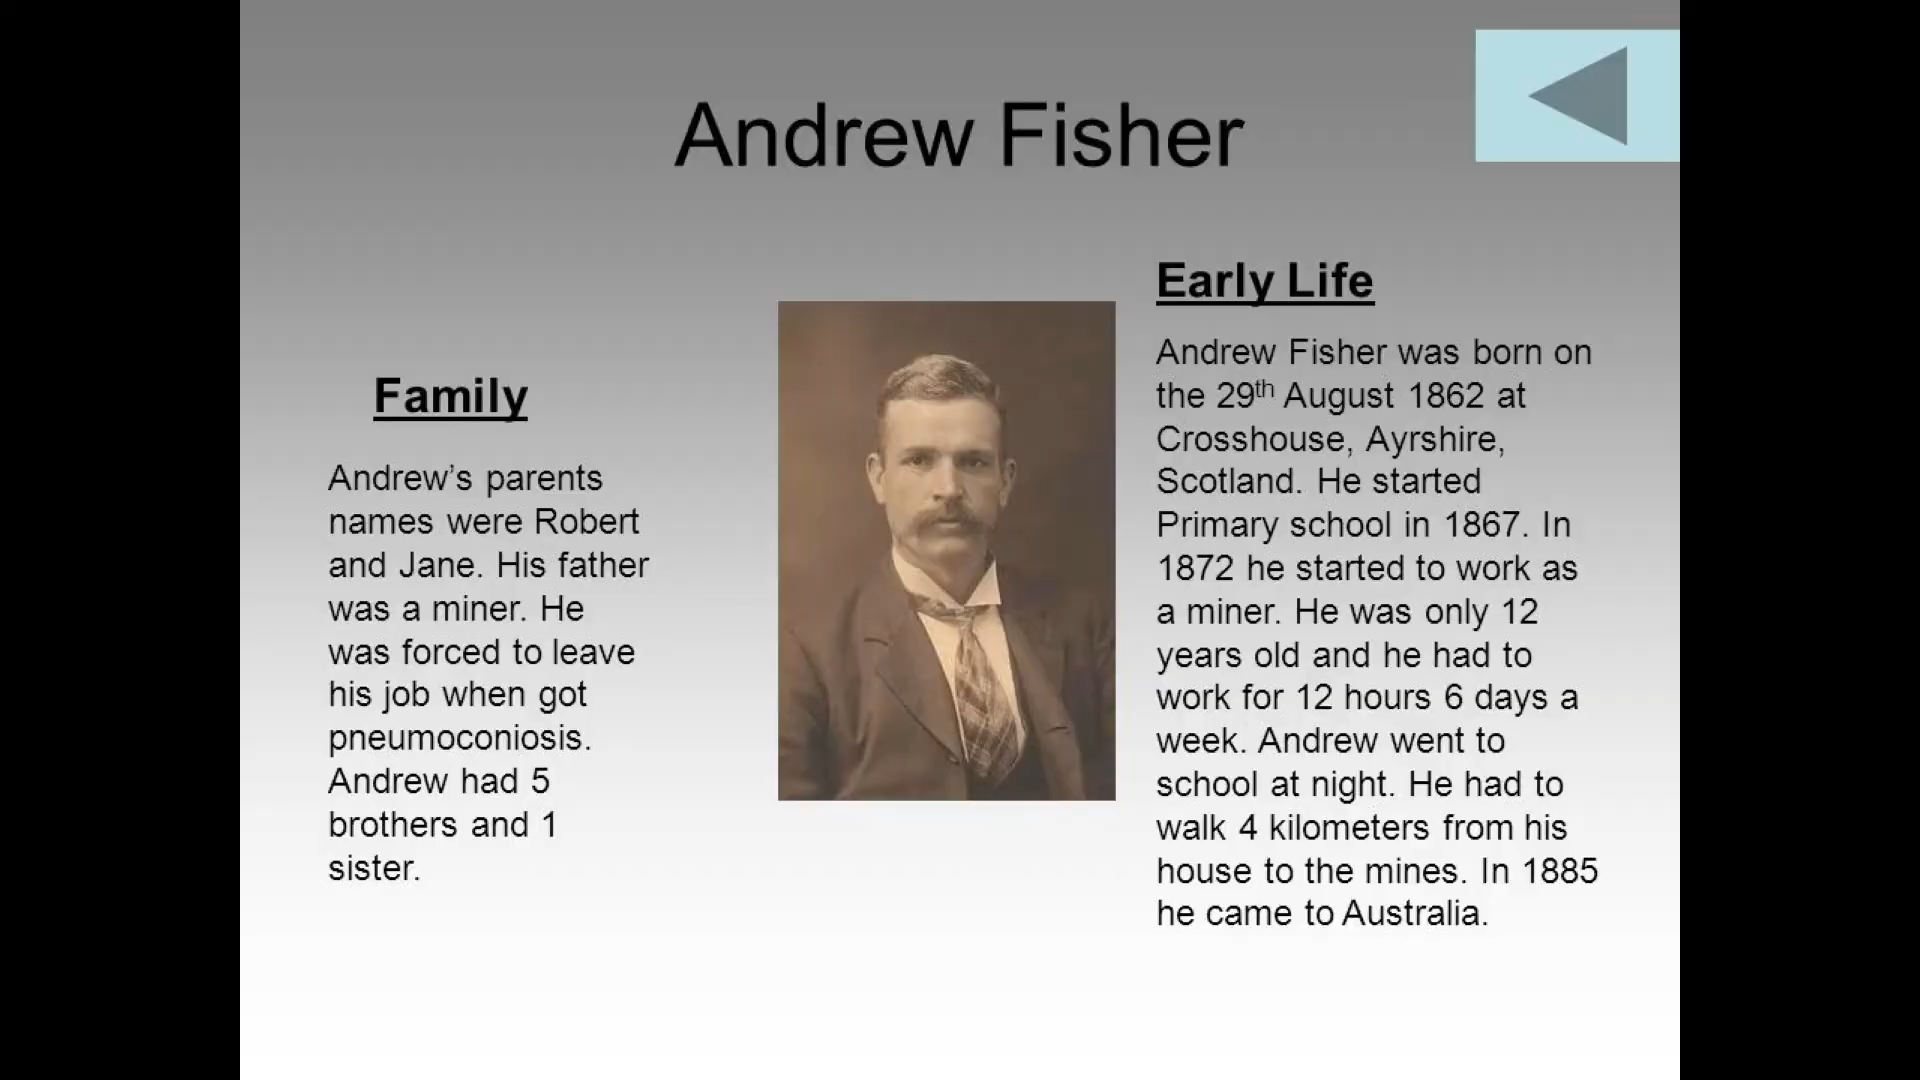 Andrew Fisher
Family
Andrew’s parents
names were Robert
and Jane. His father
was a miner. He
was forced to leave
his job when got
pneumoconiosis.
Andrew had 5
brothers and 1
sister.
Early Life
Andrew Fisher was born on
the 29th August 1862 at
Crosshouse, Ayrshire,
Scotland. He started
Primary school in 1867. In
1872 he started to work as
a miner. He was only 12
years old and he had to
work for 12 hours 6 days a
week. Andrew went to
school at night. He had to
walk 4 kilometers from his
house to the mines. In 1885
he came to Australia.